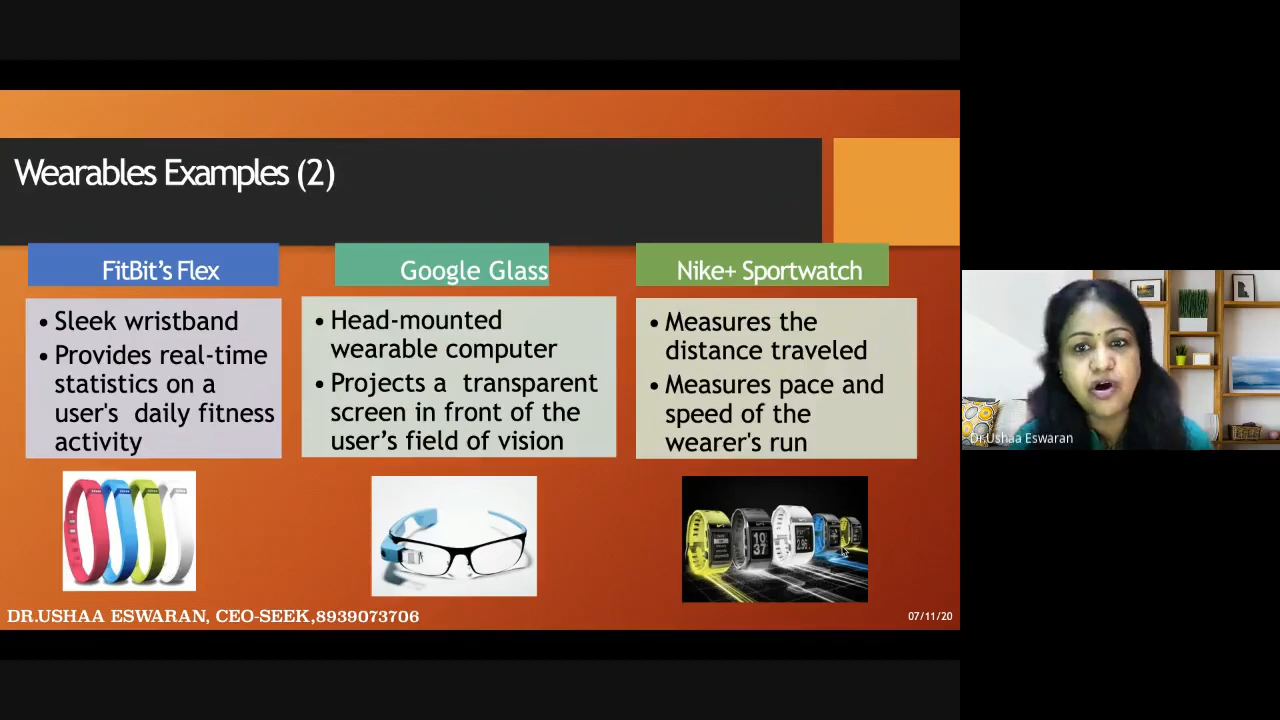 Wearables Examples (2)
FitBit's Flex
• Sleek wristband
• Provides real-time
statistics on a
user's daily fitness
activity
Google Glass
• Head-mounted
wearable computer
• Projects a transparent
screen in front of the
user's field of vision
Nike+ Sportwatch
• Measures the
distance traveled
• Measures pace and
speed of the
wearer's run
10
37
DR.USHAA ESWARAN, CEO-SEEK,8939073706
07/11/20
Dr.Ushaa Eswaran